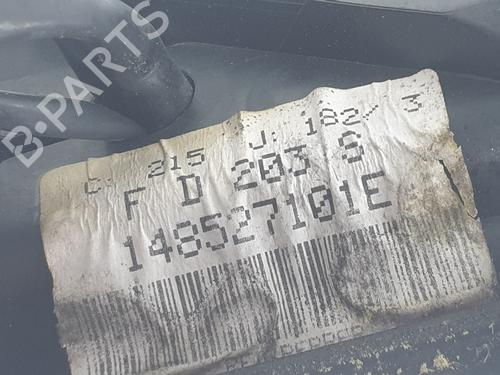 B-PARTS
C: 215 J: 182/ 3
F D 203 S
148527101E